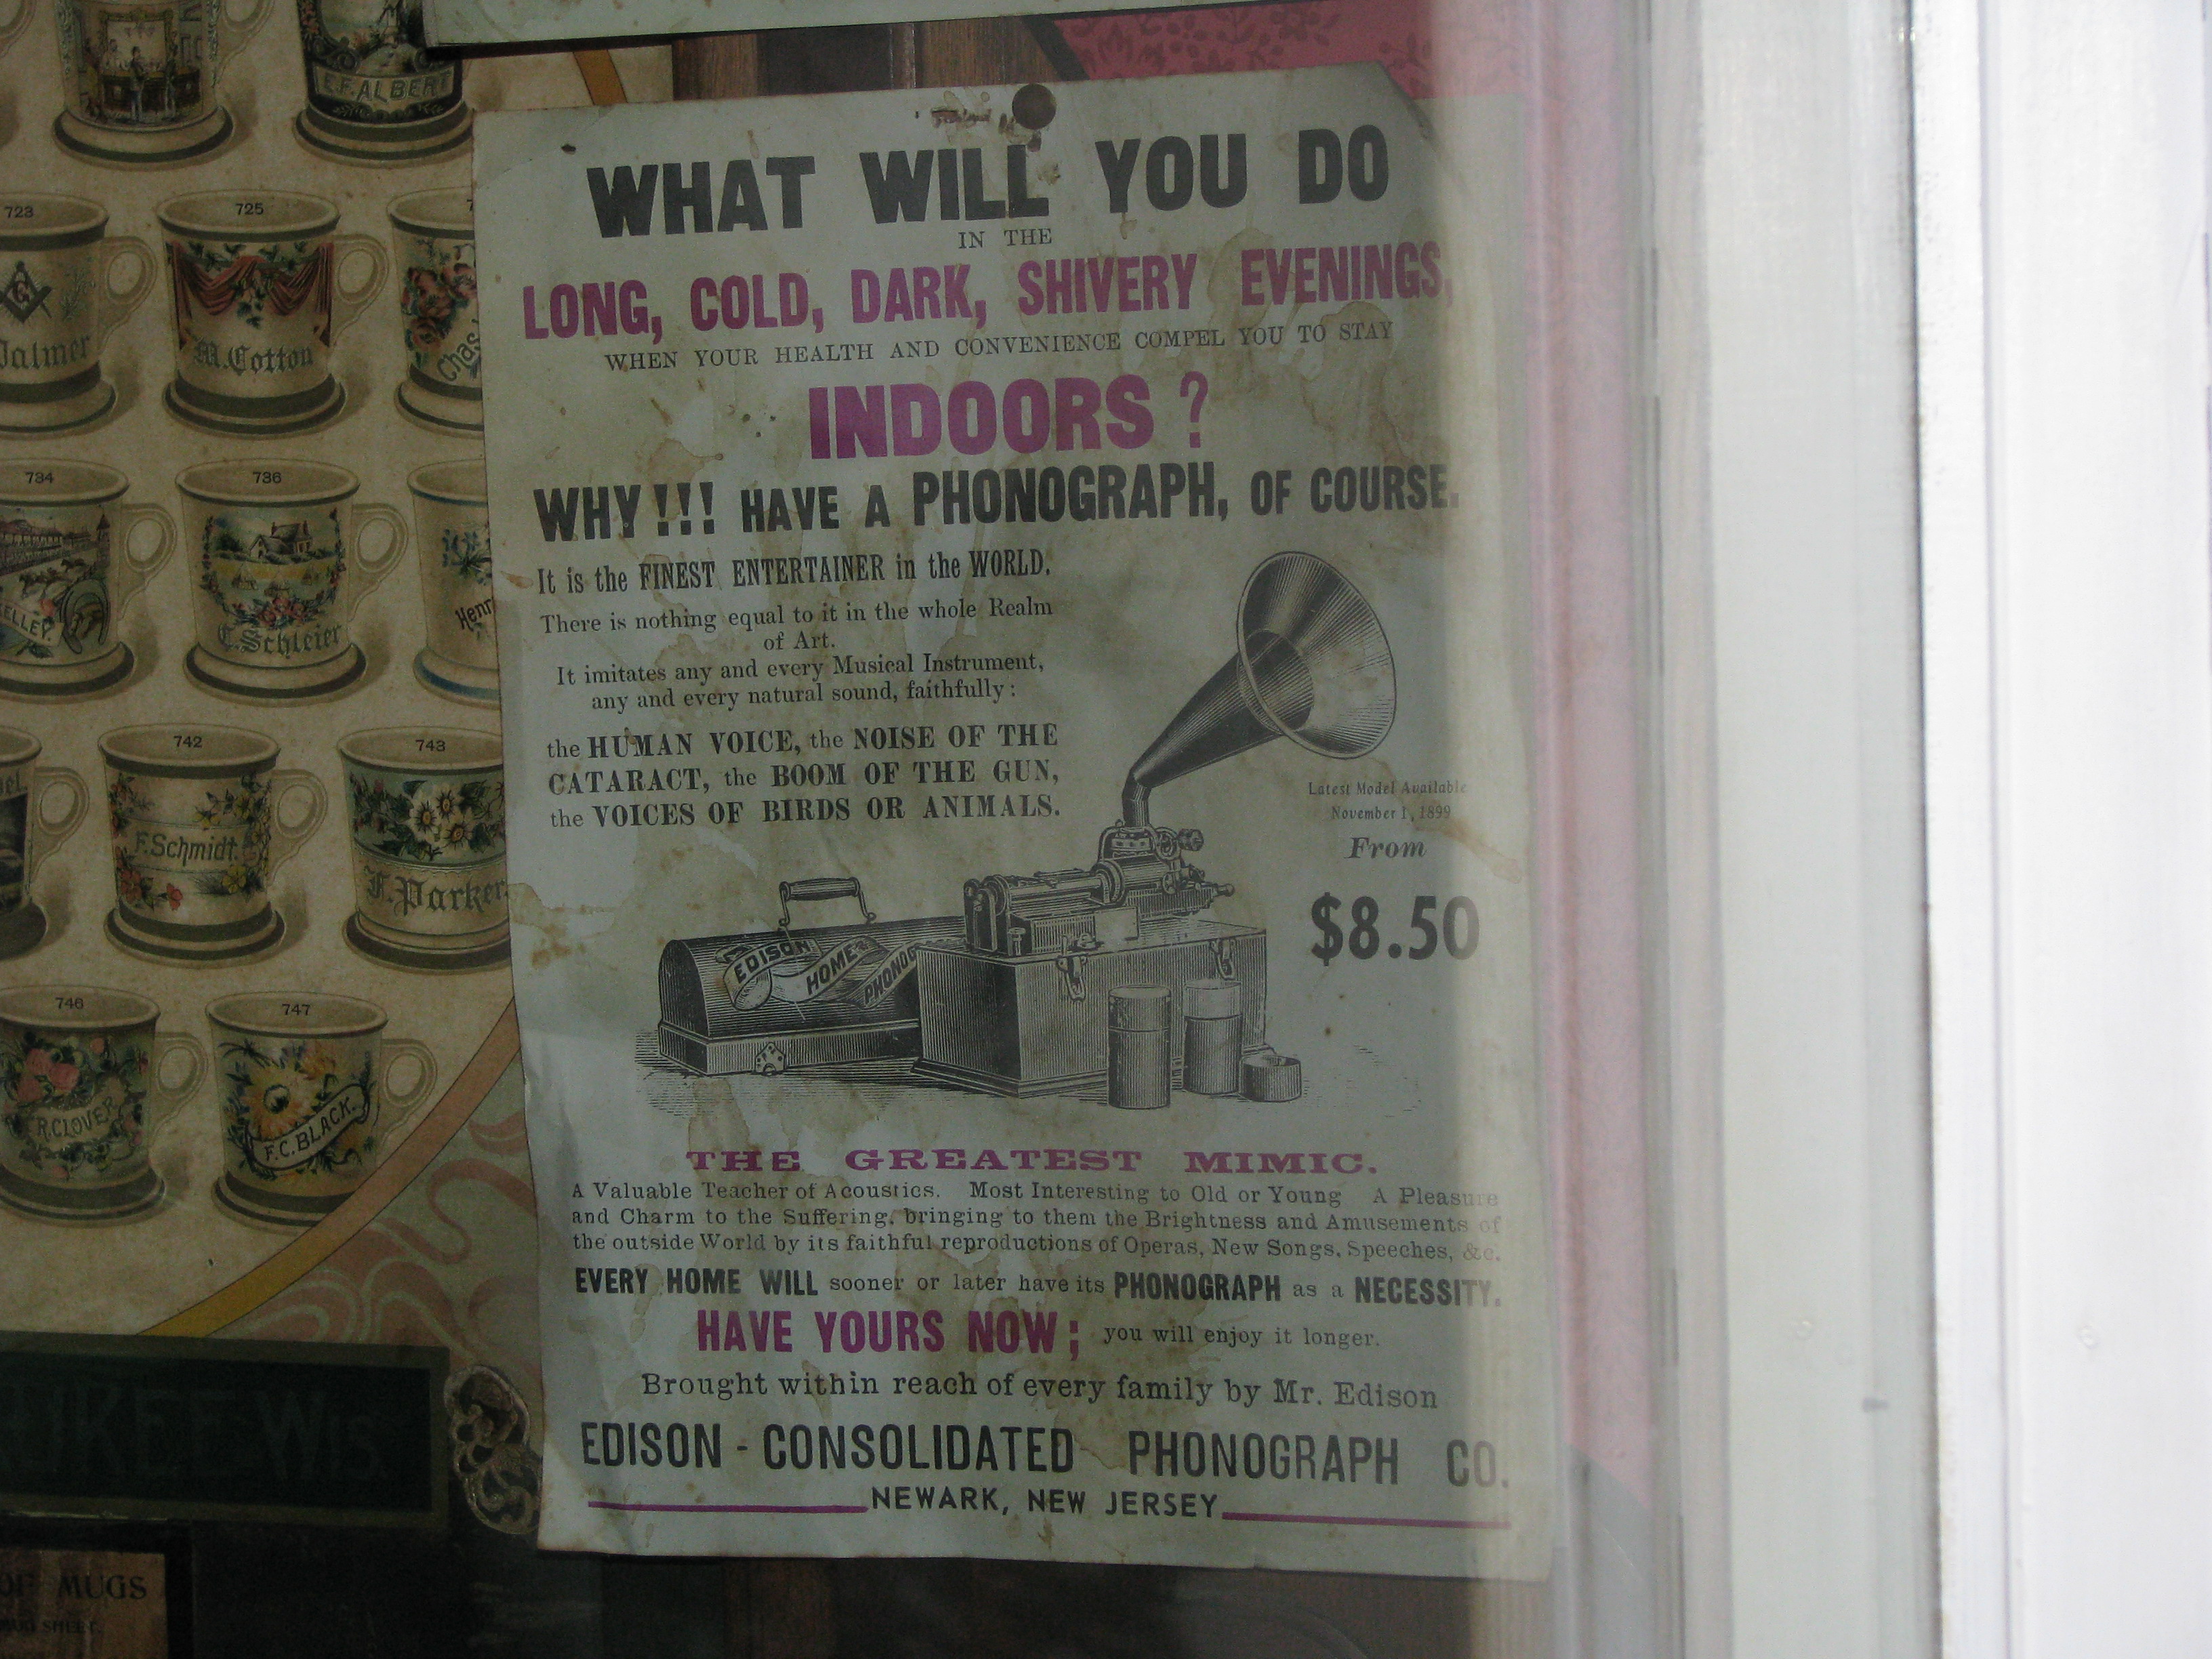 WHAT WILL YOU DO
IN THE
LONG, COLD, DARK, SHIVERY EVENINGS,
WHEN YOUR HEALTH AND CONVENIENCE COMPEL YOU TO STAY
INDOORS ?
WHY!!! HAVE A PHONOGRAPH, OF COURSE.
It is the FINEST ENTERTAINER in the WORLD.
There is nothing equal to it in the whole Realm
of Art.
It imitates any and every Musical Instrument,
any and every natural sound, faithfully :
the HUMAN VOICE, the NOISE OF THE
CATARACT, the BOOM OF THE GUN,
the VOICES OF BIRDS OR ANIMALS.
Latest Model Available
November 1, 1899
From
$8.50
EDISON HOME PHONOG
THE GREATEST MIMIC.
A Valuable Teacher of Acoustics. Most Interesting to Old or Young A Pleasure
and Charm to the Suffering, bringing to them the Brightness and Amusements of
the outside World by its faithful reproductions of Operas, New Songs, Speeches, &c.
EVERY HOME WILL sooner or later have its PHONOGRAPH as a NECESSITY.
HAVE YOURS NOW; you will enjoy it longer.
Brought within reach of every family by Mr. Edison
EDISON - CONSOLIDATED PHONOGRAPH CO.
NEWARK, NEW JERSEY
E.F. ALBERT
723
725
M. Cotton
Chas
734
736
ELLEY.
C. Schleier
Henr
742
743
F. Schmidt.
F. Parker
746
747
R. CLOVER
F.C. BLACK.
UKEE WIS.
OF MUGS